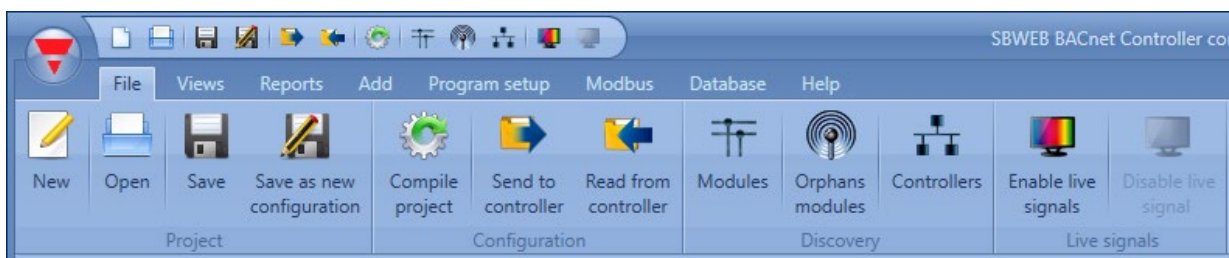 SBWEB BACnet Controller
File Views Reports Add Program setup Modbus Database Help
New Open Save Save as new Compile Send to Read from Modules Orphans Controllers Enable live Disable live
configuration project controller controller modules signals signal
Project Configuration Discovery Live signals